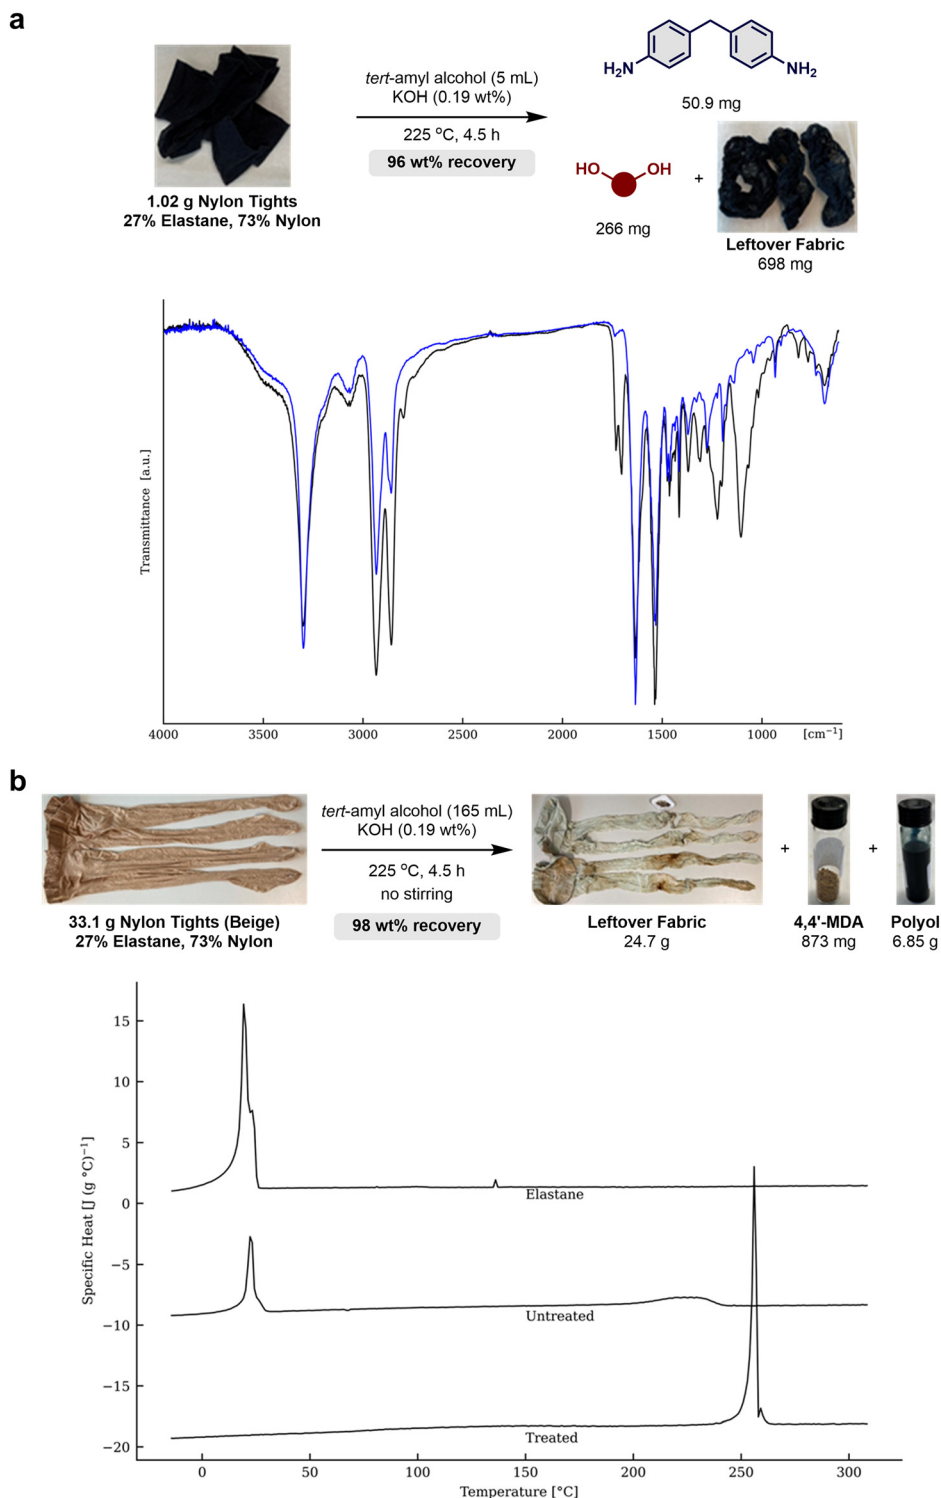 a
tert-amyl alcohol (5 mL)
KOH (0.19 wt%)
225 °C, 4.5 h
96 wt% recovery
1.02 g Nylon Tights
27% Elastane, 73% Nylon
H₂N
NH₂
50.9 mg
HO
OH
+
266 mg
Leftover Fabric
698 mg
Transmittance [a.u.]
4000
3500
3000
2500
2000
1500
1000
[cm⁻¹]
b
tert-amyl alcohol (165 mL)
KOH (0.19 wt%)
225 °C, 4.5 h
no stirring
98 wt% recovery
33.1 g Nylon Tights (Beige)
27% Elastane, 73% Nylon
+
+
Leftover Fabric
24.7 g
4,4'-MDA
873 mg
Polyol
6.85 g
Specific Heat [J (g °C)⁻¹]
15
10
5
0
−5
−10
−15
−20
Elastane
Untreated
Treated
0
50
100
150
200
250
300
Temperature [°C]